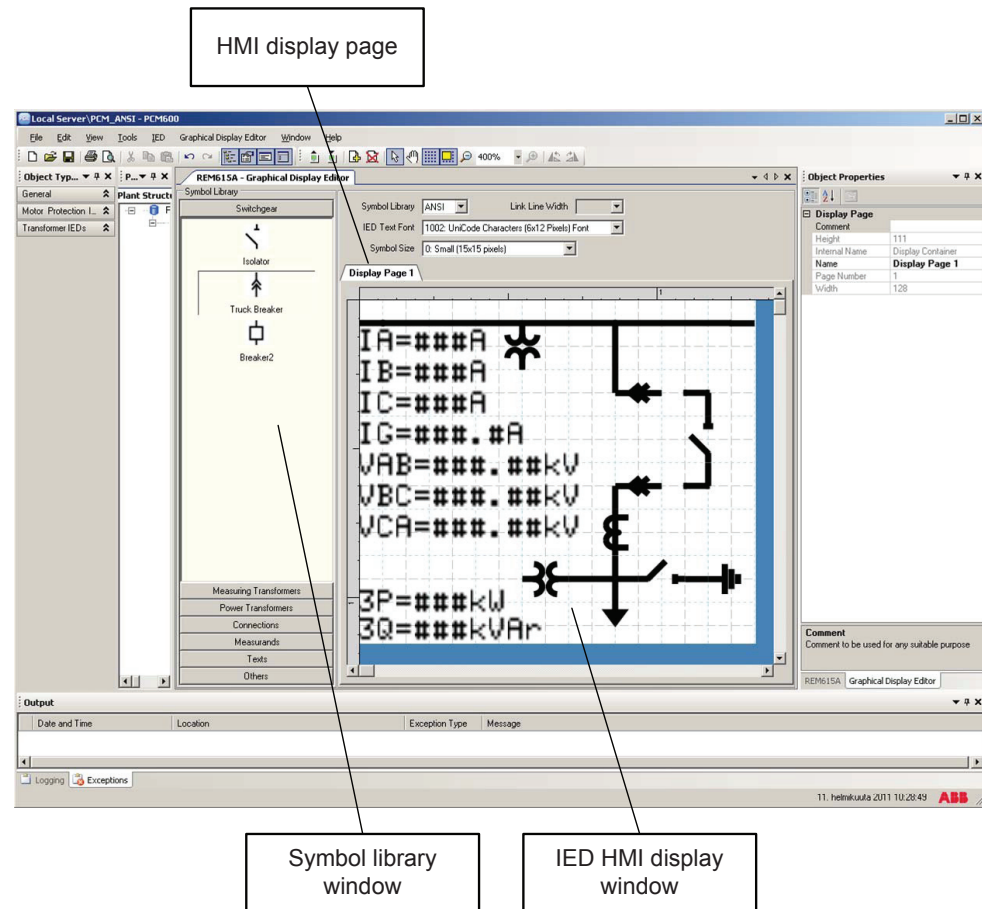 HMI display page
Local Server\PCM_ANSI - PCM600
File Edit View Tools IED Graphical Display Editor Window Help
400%
Object Typ...
General
Motor Protection I...
Transformer IEDs
P...
Plant Structu
F
REM615A - Graphical Display Editor
Symbol Library
Switchgear
Isolator
Truck Breaker
Breaker2
Measuring Transformers
Power Transformers
Connections
Measurands
Texts
Others
Symbol Library ANSI Link Line Width
IED Text Font 1002: UniCode Characters (6x12 Pixels) Font
Symbol Size 0: Small (15x15 pixels)
Display Page 1
1
IA=###A
IB=###A
IC=###A
IG=###.#A
VAB=###.##kV
VBC=###.##kV
VCA=###.##kV
3P=###kW
3Q=###kVAr
Object Properties
Display Page
Comment
Height 111
Internal Name Display Container
Name Display Page 1
Page Number 1
Width 128
Comment
Comment to be used for any suitable purpose
REM615A Graphical Display Editor
Output
Date and Time Location Exception Type Message
Logging Exceptions
11. helmikuuta 2011 10:28:49 ABB
Symbol library
window
IED HMI display
window